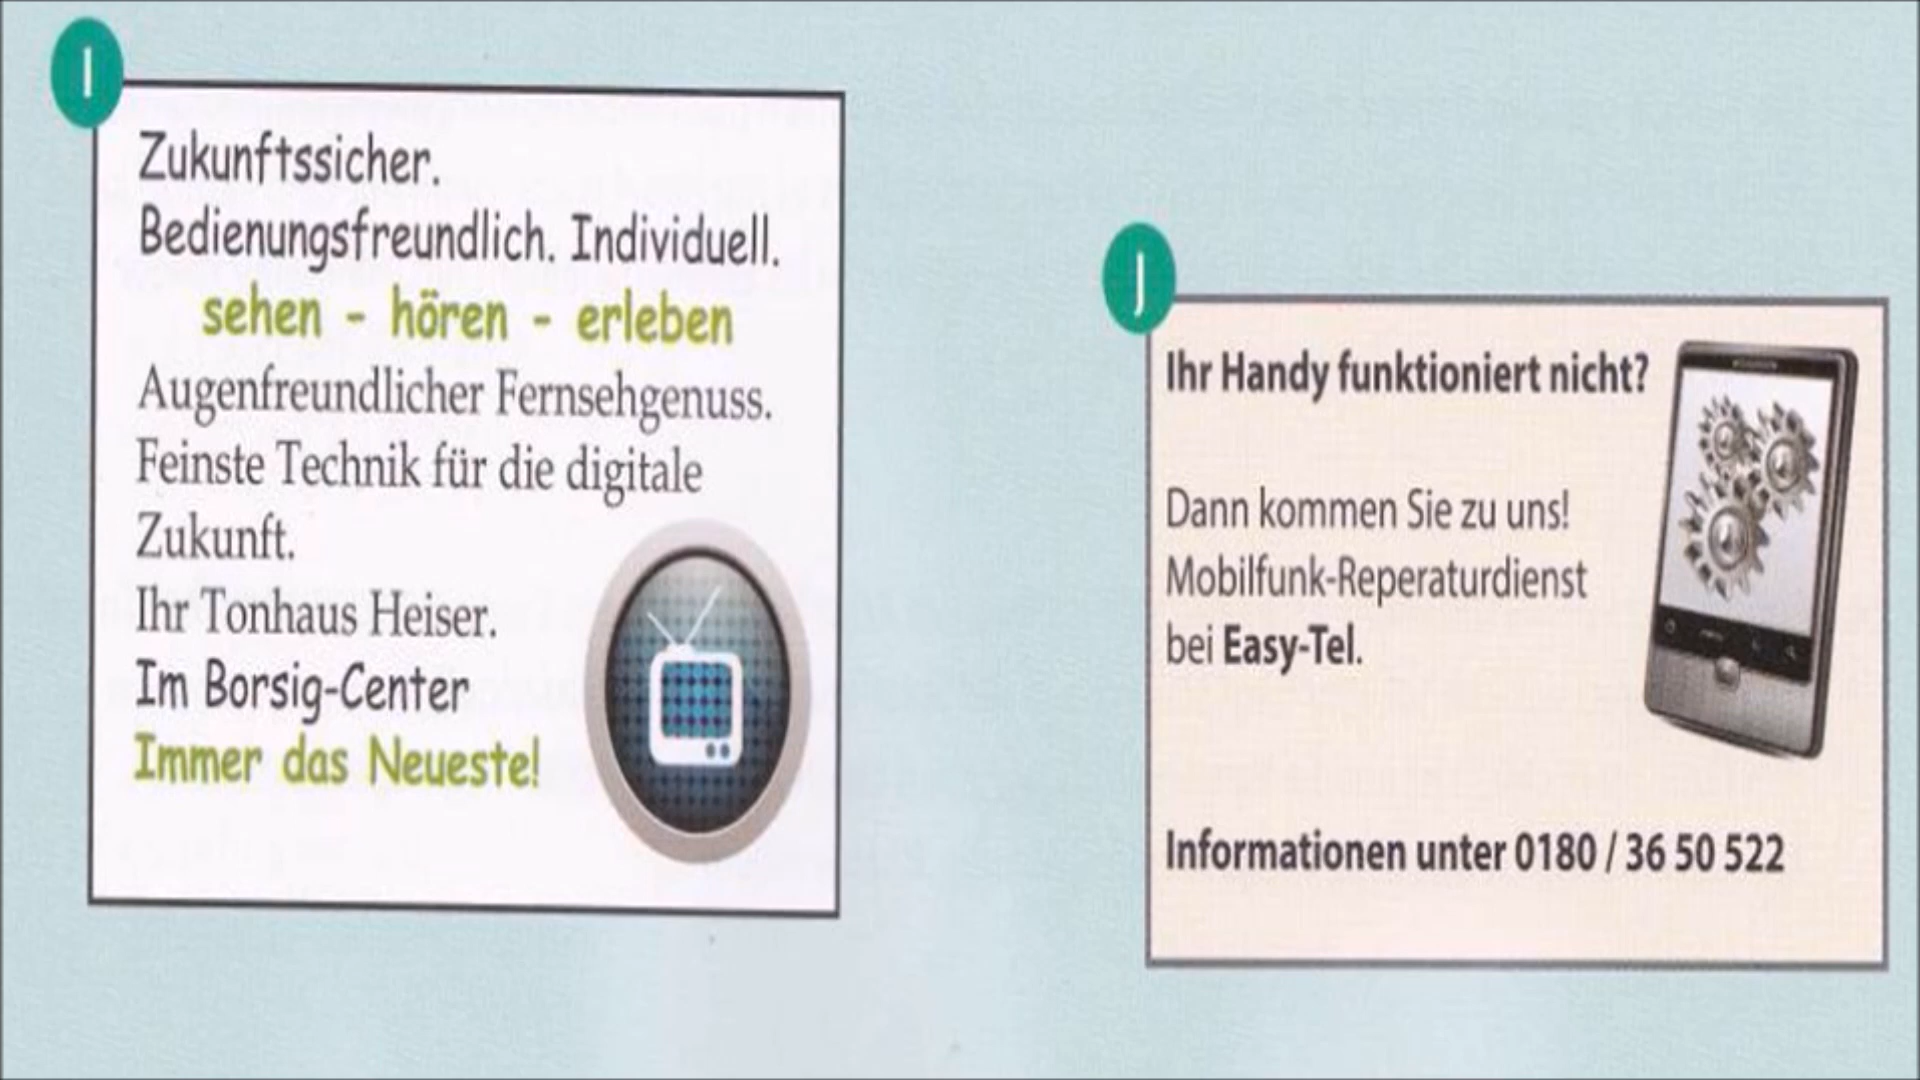 I
Zukunftssicher.
Bedienungsfreundlich. Individuell.
sehen - hören - erleben
Augenfreundlicher Fernsehgenuss.
Feinste Technik für die digitale
Zukunft.
Ihr Tonhaus Heiser.
Im Borsig-Center
Immer das Neueste!
J
Ihr Handy funktioniert nicht?
Dann kommen Sie zu uns!
Mobilfunk-Reperaturdienst
bei Easy-Tel.
Informationen unter 0180 / 36 50 522